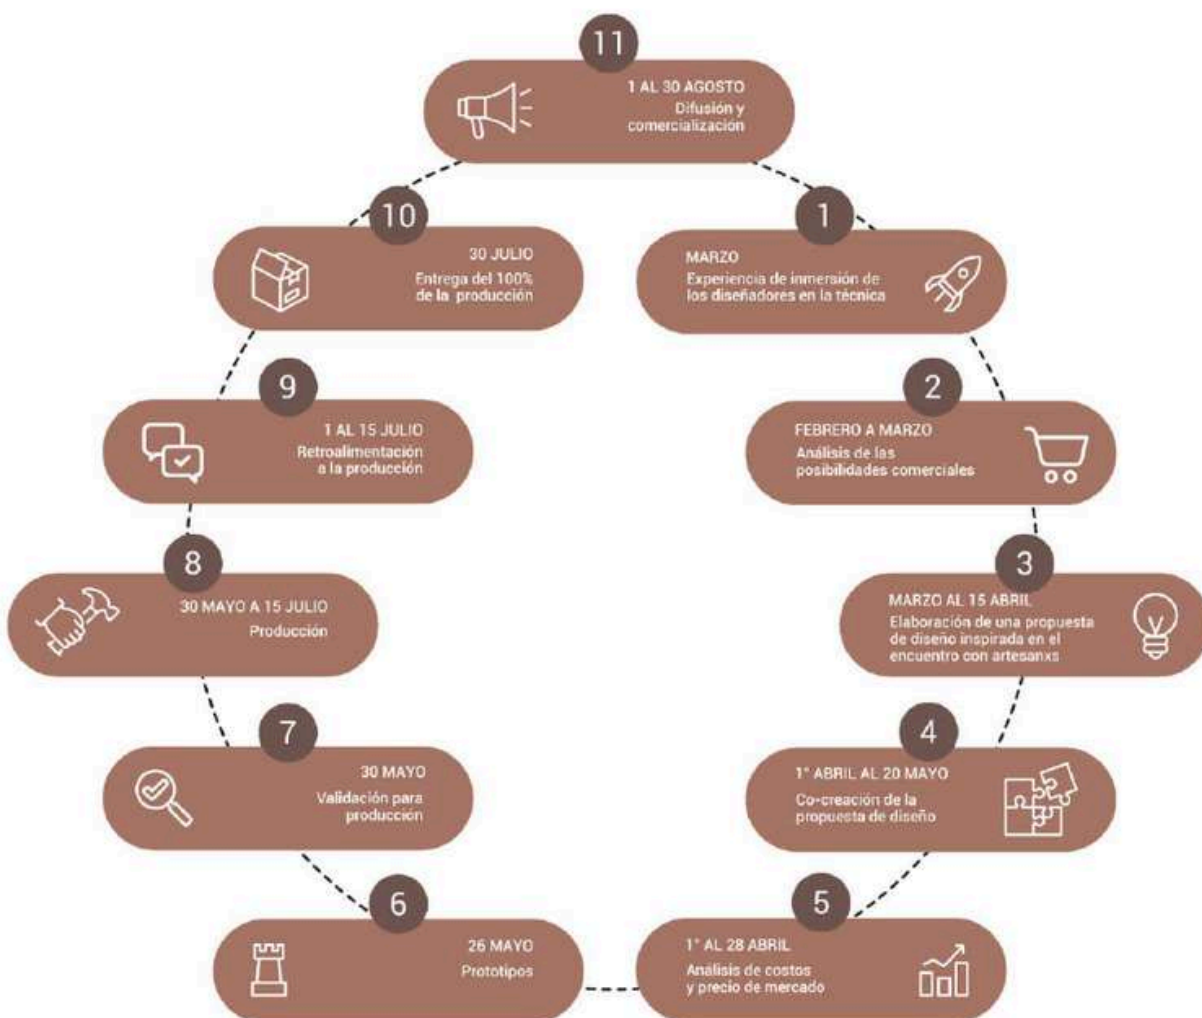 11
1 AL 30 AGOSTO
Difusión y
comercialización
1
MARZO
Experiencia de inmersión de
los diseñadores en la técnica
2
FEBRERO A MARZO
Análisis de las
posibilidades comerciales
3
MARZO AL 15 ABRIL
Elaboración de una propuesta
de diseño inspirada en el
encuentro con artesanxs
4
1° ABRIL AL 20 MAYO
Co-creación de la
propuesta de diseño
5
1° AL 28 ABRIL
Análisis de costos
y precio de mercado
6
26 MAYO
Prototipos
7
30 MAYO
Validación para
producción
8
30 MAYO A 15 JULIO
Producción
9
1 AL 15 JULIO
Retroalimentación
a la producción
10
30 JULIO
Entrega del 100%
de la producción